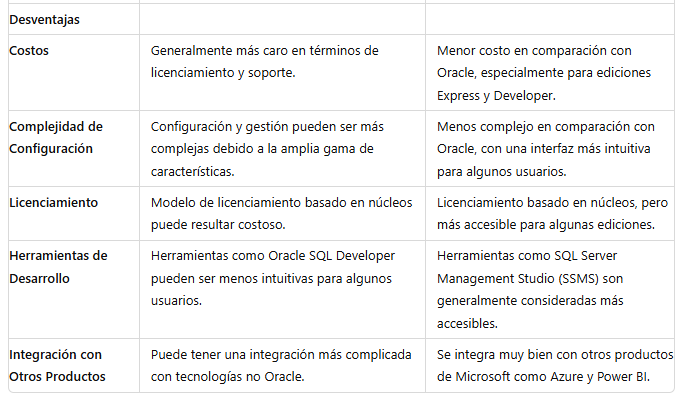 Desventajas
Costos
Generalmente más caro en términos de
licenciamiento y soporte.
Menor costo en comparación con
Oracle, especialmente para ediciones
Express y Developer.
Complejidad de
Configuración
Configuración y gestión pueden ser más
complejas debido a la amplia gama de
características.
Menos complejo en comparación con
Oracle, con una interfaz más intuitiva
para algunos usuarios.
Licenciamiento
Modelo de licenciamiento basado en núcleos
puede resultar costoso.
Licenciamiento basado en núcleos, pero
más accesible para algunas ediciones.
Herramientas de
Desarrollo
Herramientas como Oracle SQL Developer
pueden ser menos intuitivas para algunos
usuarios.
Herramientas como SQL Server
Management Studio (SSMS) son
generalmente consideradas más
accesibles.
Integración con
Otros Productos
Puede tener una integración más complicada
con tecnologías no Oracle.
Se integra muy bien con otros productos
de Microsoft como Azure y Power BI.